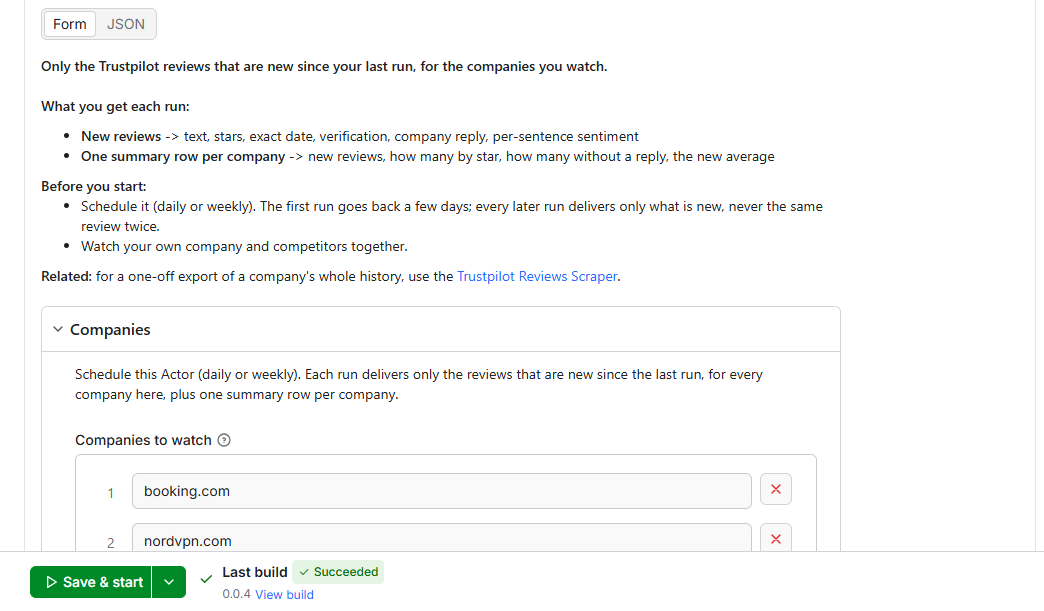 Form JSON
Only the Trustpilot reviews that are new since your last run, for the companies you watch.
What you get each run:
New reviews -> text, stars, exact date, verification, company reply, per-sentence sentiment
One summary row per company -> new reviews, how many by star, how many without a reply, the new average
Before you start:
Schedule it (daily or weekly). The first run goes back a few days; every later run delivers only what is new, never the same
review twice.
Watch your own company and competitors together.
Related: for a one-off export of a company's whole history, use the Trustpilot Reviews Scraper.
Companies
Schedule this Actor (daily or weekly). Each run delivers only the reviews that are new since the last run, for every
company here, plus one summary row per company.
Companies to watch
1 booking.com
2 nordvpn.com
Save & start
Last build Succeeded
0.0.4 View build